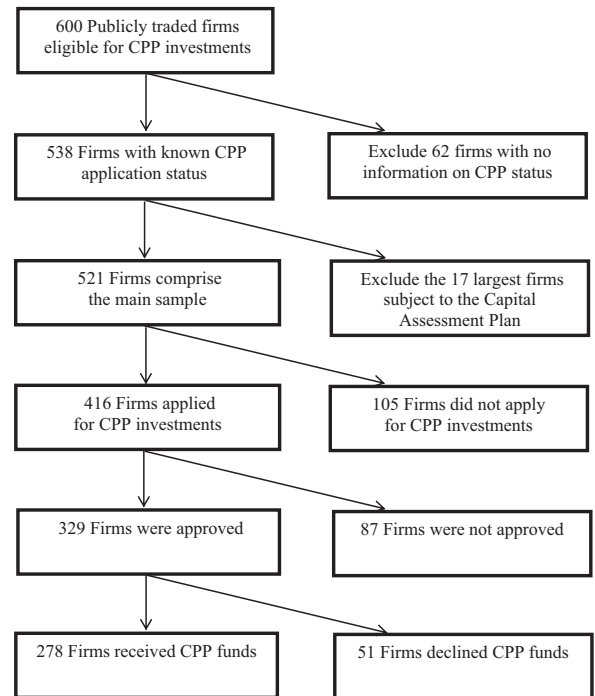 600 Publicly traded firms
eligible for CPP investments
538 Firms with known CPP
application status
Exclude 62 firms with no
information on CPP status
521 Firms comprise
the main sample
Exclude the 17 largest firms
subject to the Capital
Assessment Plan
416 Firms applied
for CPP investments
105 Firms did not apply
for CPP investments
329 Firms were approved
87 Firms were not approved
278 Firms received CPP funds
51 Firms declined CPP funds